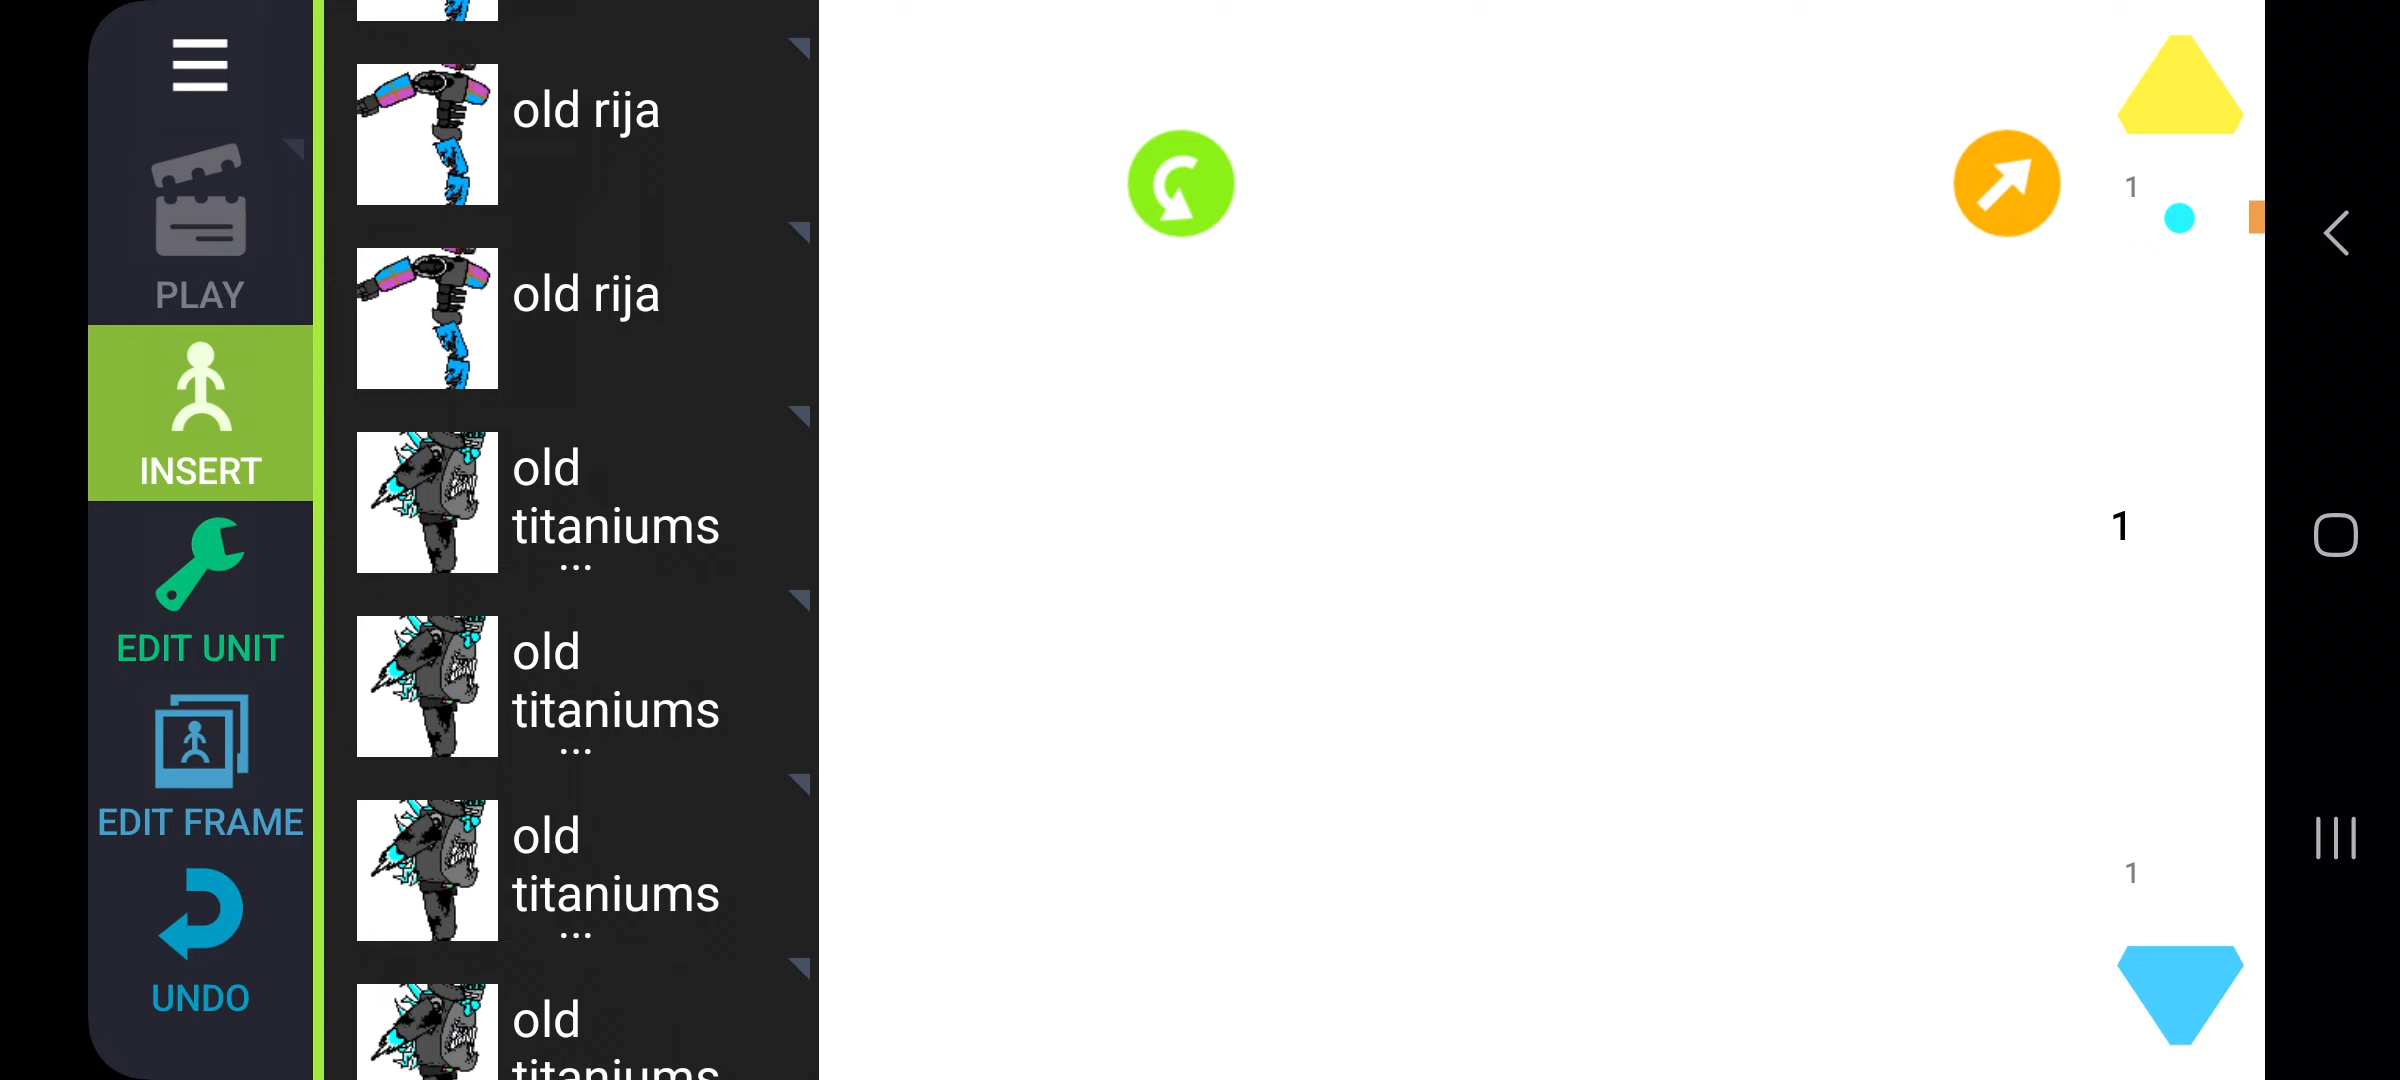 PLAY
INSERT
EDIT UNIT
EDIT FRAME
UNDO
old rija
old rija
old
titaniums
...
old
titaniums
...
old
titaniums
...
old
titaniums
1
1
1